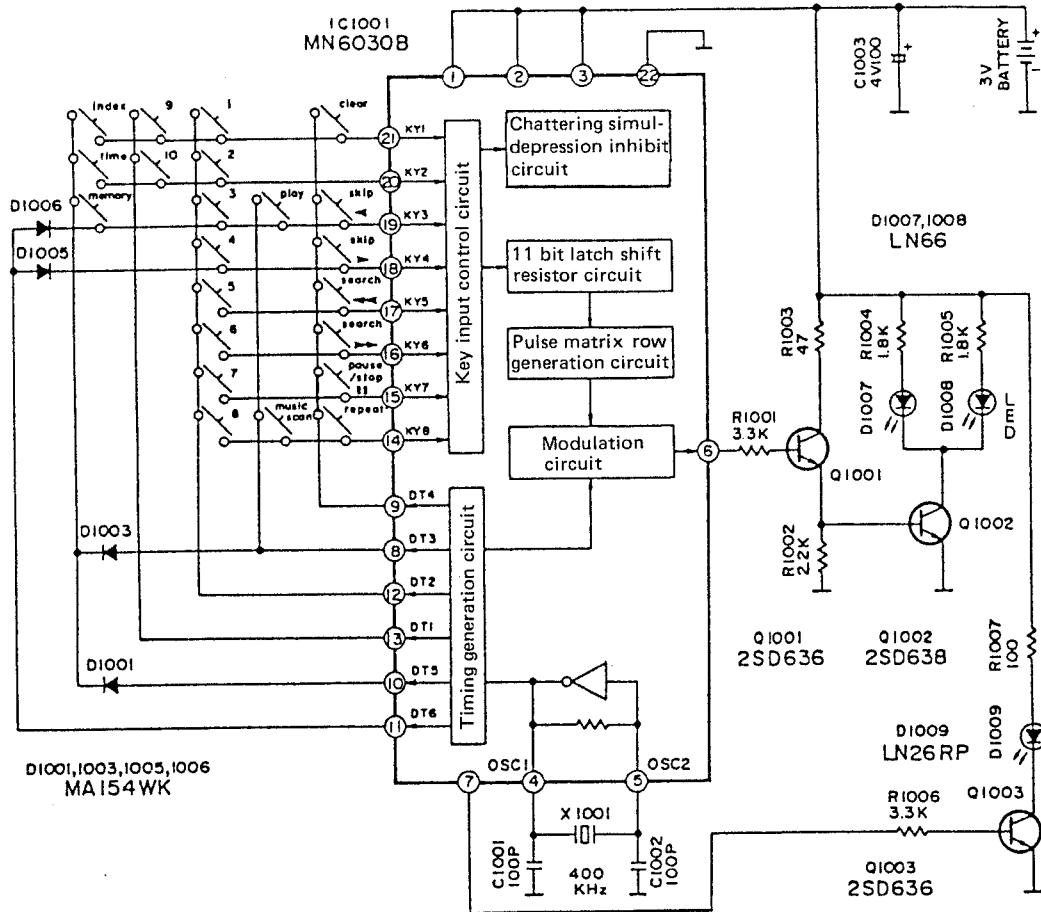 IC1001
MN6030B
1
2
3
22
C1003
4V100
+
3V
BATTERY
+
-
index
9
1
clear
21
KY1
time
10
2
20
KY2
memory
3
play
skip
19
KY3
D1006
4
skip
18
KY4
D1005
5
search
17
KY5
6
search
16
KY6
7
pause
/stop
15
KY7
8
music
scan
repeat
14
KY8
Key input control circuit
Chattering simul-
depression inhibit
circuit
11 bit latch shift
resistor circuit
Pulse matrix row
generation circuit
Modulation
circuit
6
D1007,1008
LN66
R1003
47
R1004
1.8K
R1005
1.8K
D1007
D1008
LED
R1001
3.3K
Q1001
Q1002
R1002
2.2K
9
DT4
D1003
8
DT3
12
DT2
13
DT1
D1001
10
DT5
11
DT6
Timing generation circuit
Q1001
2SD636
Q1002
2SD638
R1007
100
D1009
LN26RP
D1009
D1001,1003,1005,1006
MA154WK
7
OSC1
4
5
OSC2
X1001
400
KHz
C1001
100P
C1002
100P
R1006
3.3K
Q1003
Q1003
2SD636